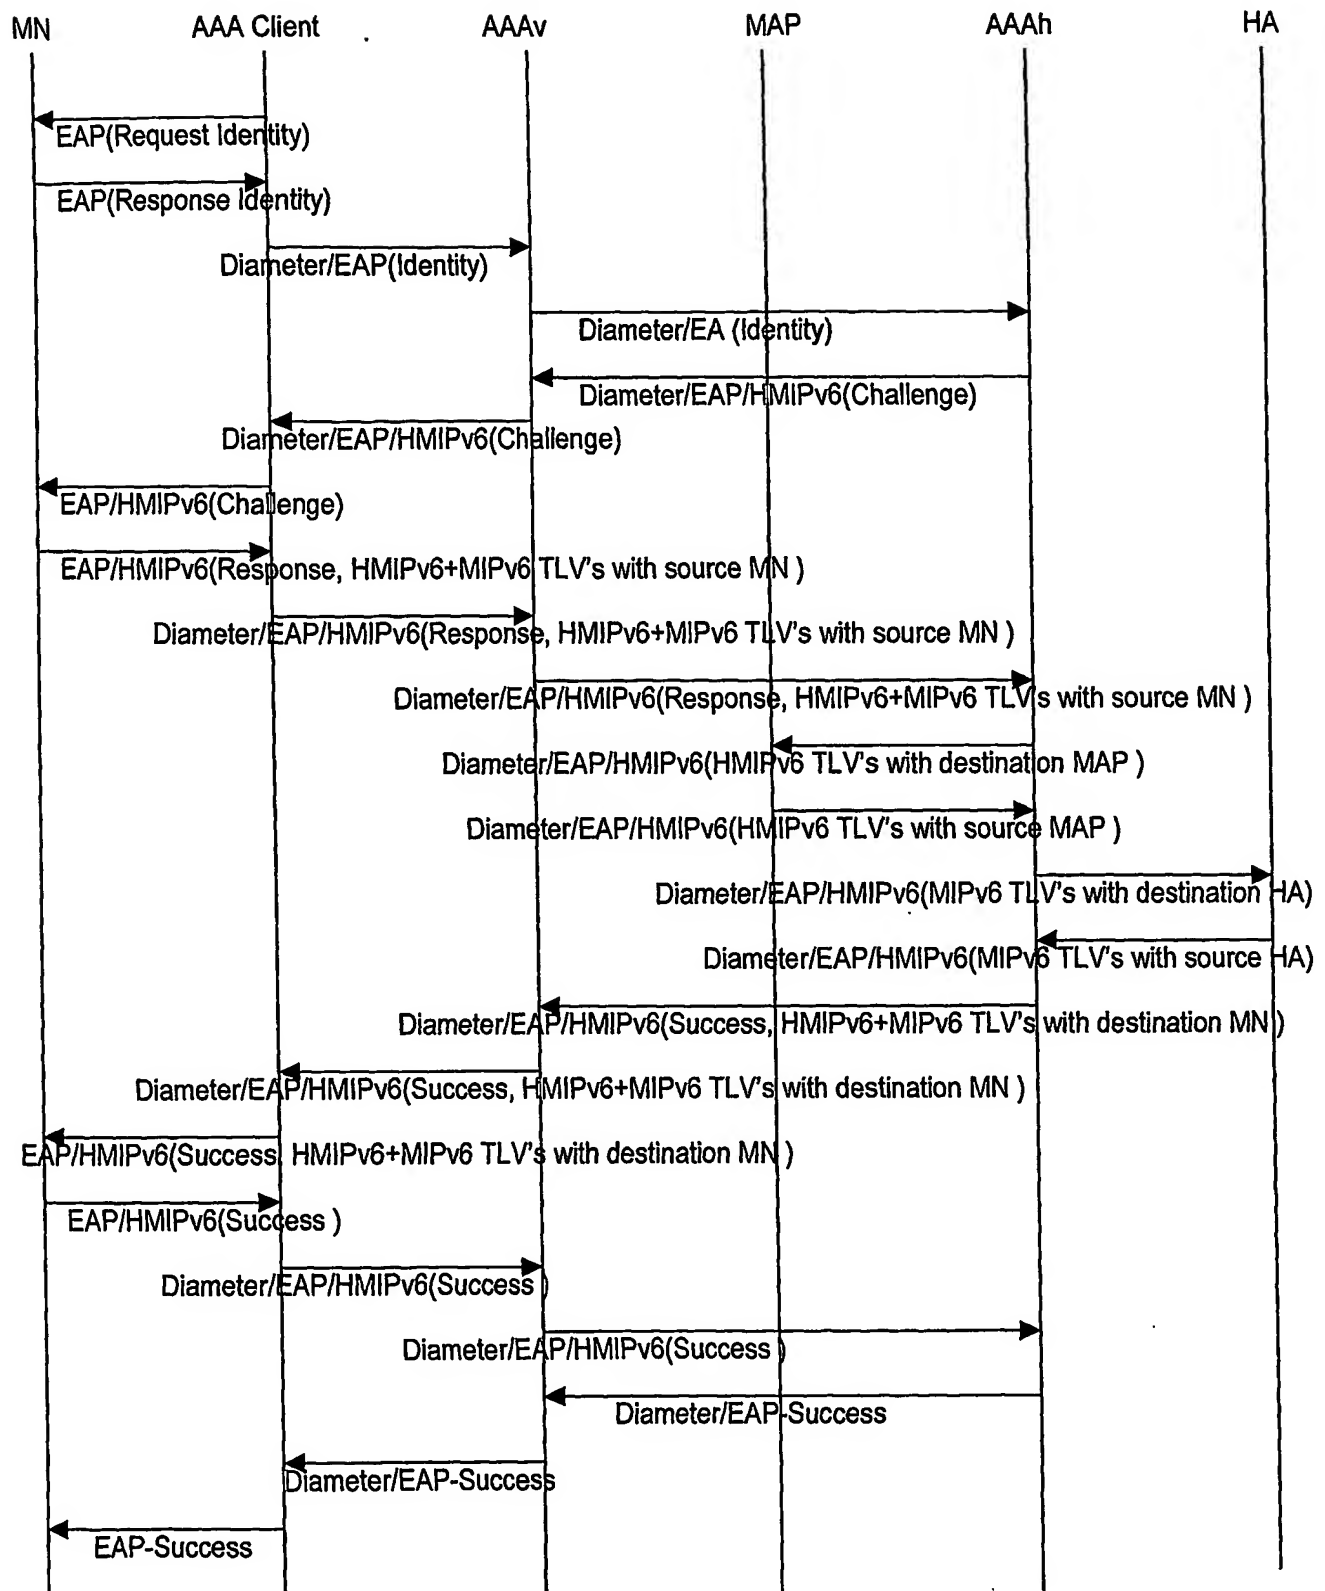 MN AAA Client AAAv MAP AAAh HA
EAP(Request Identity)
EAP(Response Identity)
Diameter/EAP(Identity)
Diameter/EA (Identity)
Diameter/EAP/HMIPv6(Challenge)
Diameter/EAP/HMIPv6(Challenge)
EAP/HMIPv6(Challenge)
EAP/HMIPv6(Response, HMIPv6+MIPv6 TLV's with source MN )
Diameter/EAP/HMIPv6(Response, HMIPv6+MIPv6 TLV's with source MN )
Diameter/EAP/HMIPv6(Response, HMIPv6+MIPv6 TLV's with source MN )
Diameter/EAP/HMIPv6(HMIPv6 TLV's with destination MAP )
Diameter/EAP/HMIPv6(HMIPv6 TLV's with source MAP )
Diameter/EAP/HMIPv6(MIPv6 TLV's with destination HA)
Diameter/EAP/HMIPv6(MIPv6 TLV's with source HA)
Diameter/EAP/HMIPv6(Success, HMIPv6+MIPv6 TLV's with destination MN )
Diameter/EAP/HMIPv6(Success, HMIPv6+MIPv6 TLV's with destination MN )
EAP/HMIPv6(Success, HMIPv6+MIPv6 TLV's with destination MN )
EAP/HMIPv6(Success )
Diameter/EAP/HMIPv6(Success )
Diameter/EAP/HMIPv6(Success )
Diameter/EAP-Success
Diameter/EAP-Success
EAP-Success